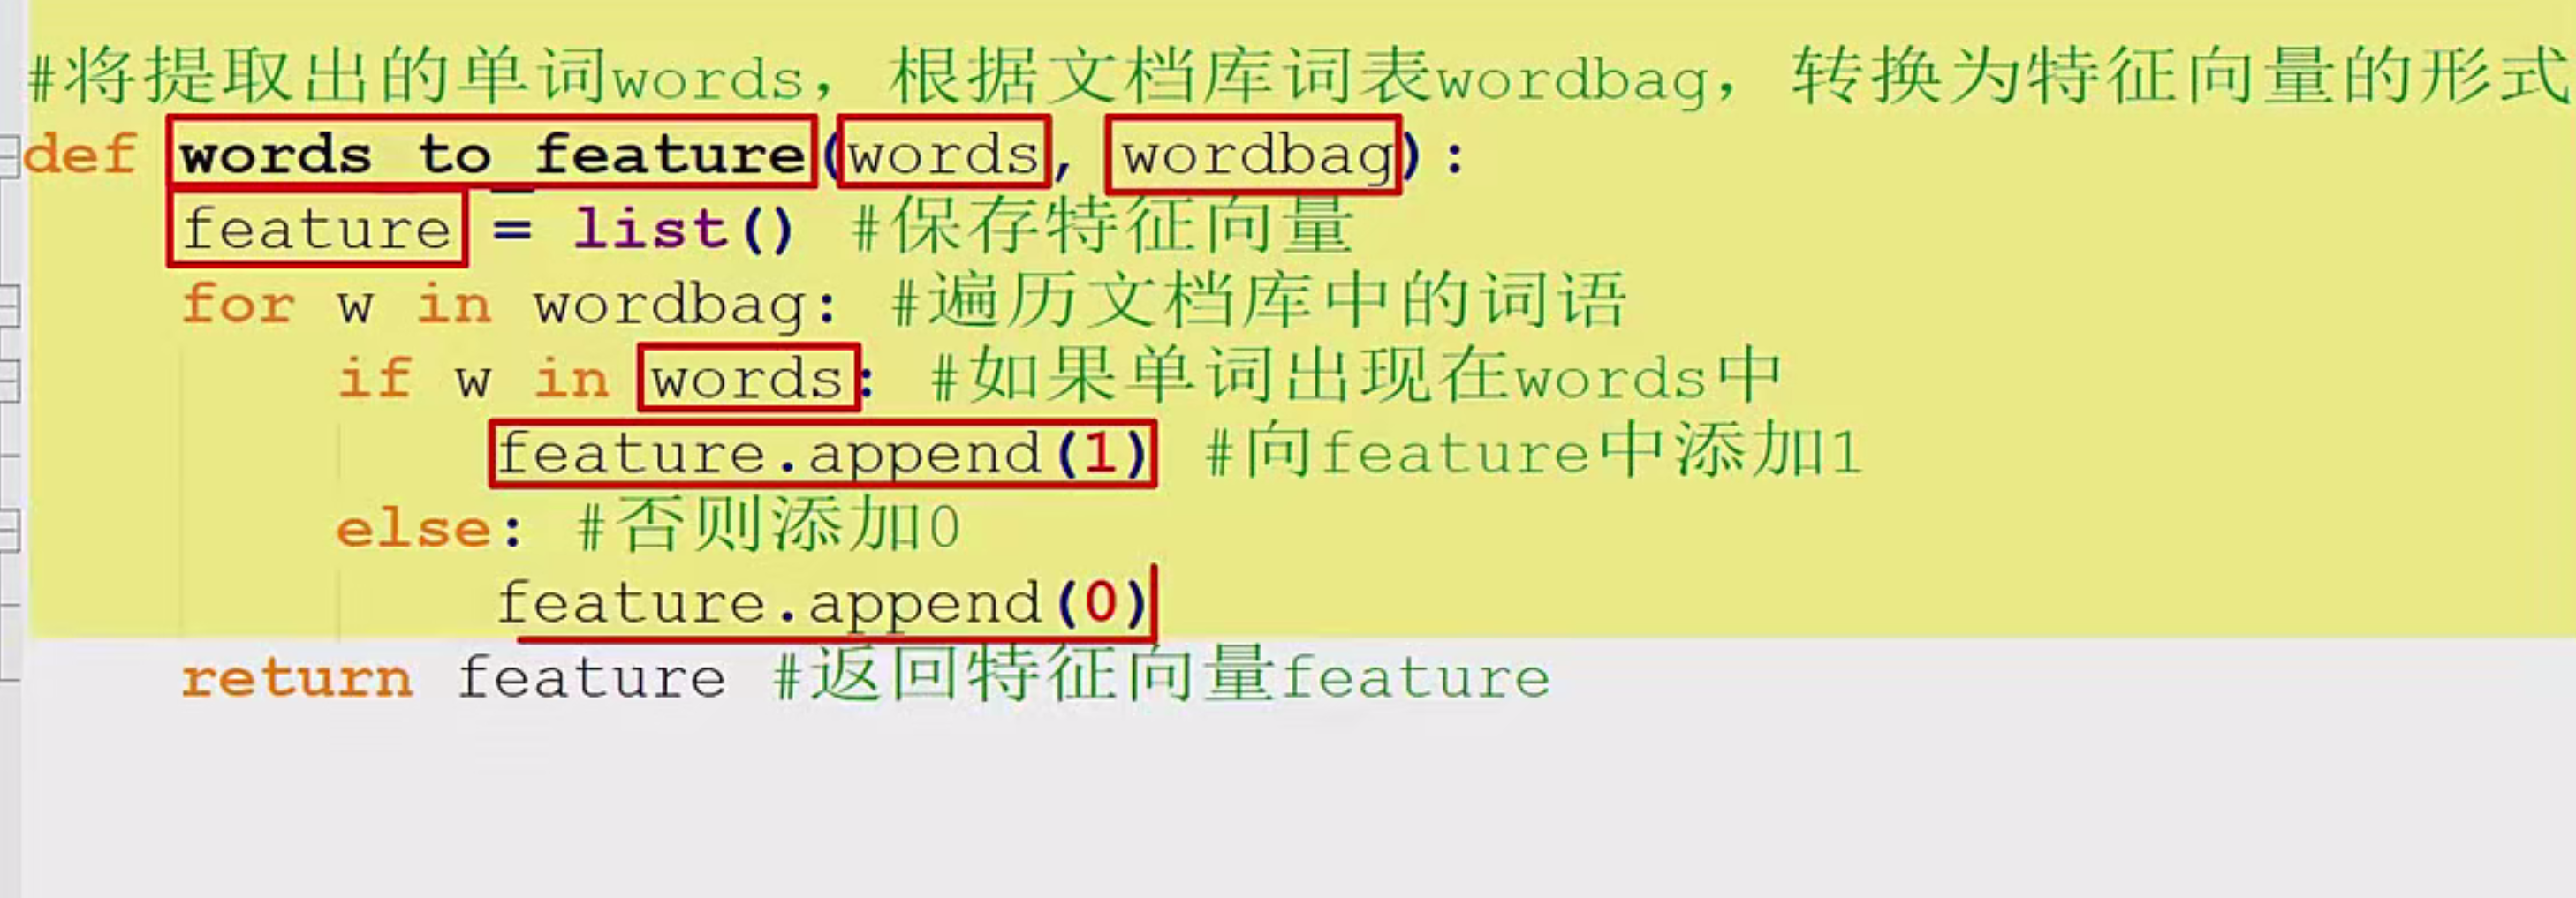 #将提取出的单词words，根据文档库词表wordbag，转换为特征向量的形式
def words_to_feature(words, wordbag):
feature = list() #保存特征向量
for w in wordbag: #遍历文档库中的词语
if w in words: #如果单词出现在words中
feature.append(1) #向feature中添加1
else: #否则添加0
feature.append(0)
return feature #返回特征向量feature